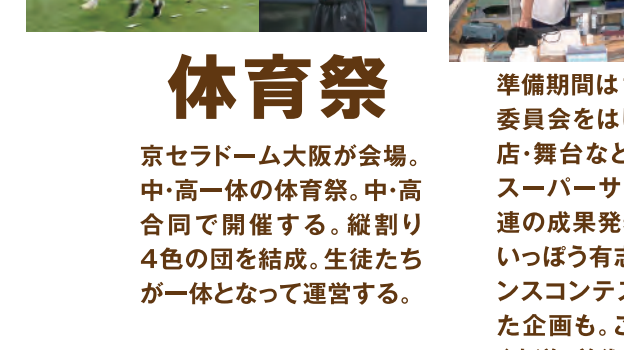 体育祭
京セラドーム大阪が会場。
中・高一体の体育祭。中・高
合同で開催する。縦割り
4色の団を結成。生徒たち
が一体となって運営する。
準備期間は
委員会をは
店・舞台など
スーパーサ
連の成果発
いっぽう有志
ンスコンテス
た企画も。こ